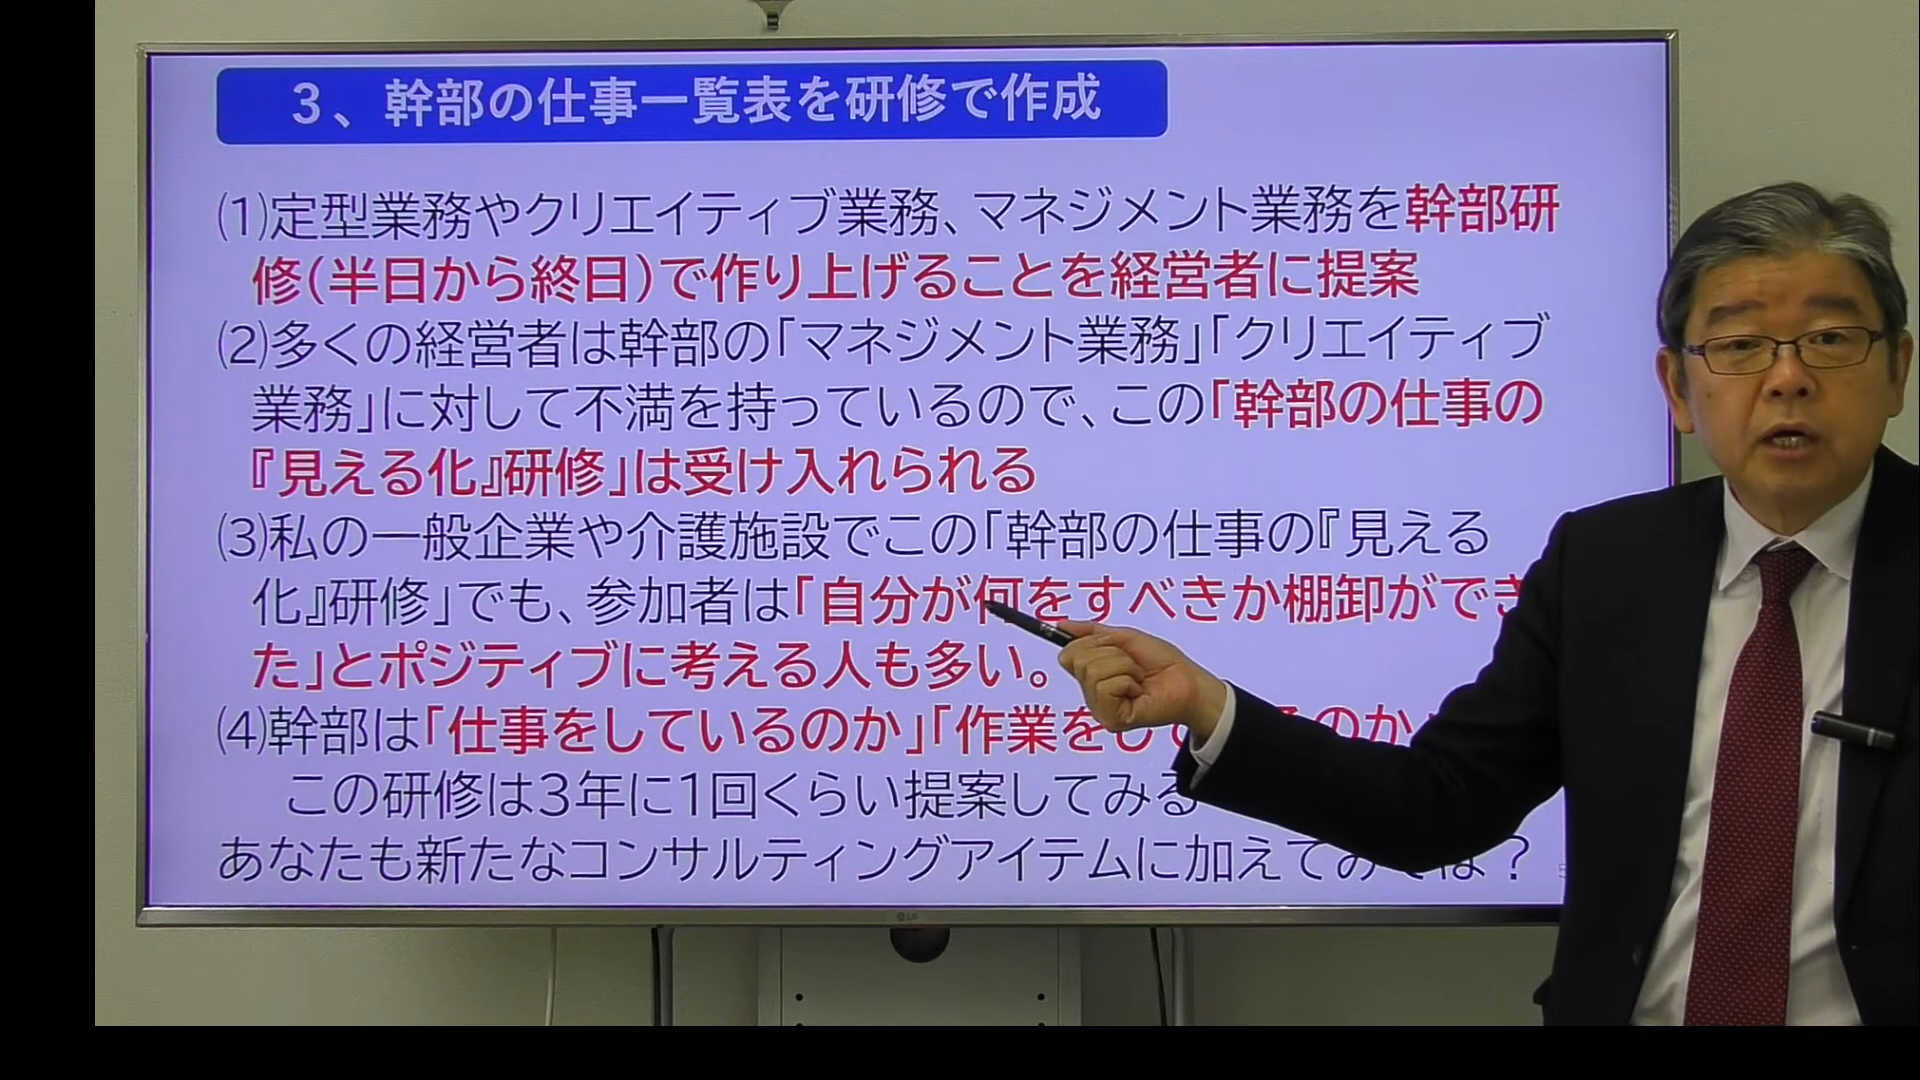 3、幹部の仕事一覧表を研修で作成
⑴定型業務やクリエイティブ業務、マネジメント業務を幹部研
修(半日から終日)で作り上げることを経営者に提案
⑵多くの経営者は幹部の「マネジメント業務」「クリエイティブ
業務」に対して不満を持っているので、この「幹部の仕事の
『見える化』研修」は受け入れられる
⑶私の一般企業や介護施設でこの「幹部の仕事の『見える
化』研修」でも、参加者は「自分が何をすべきか棚卸ができ
た」とポジティブに考える人も多い。
⑷幹部は「仕事をしているのか」「作業をして るのか
この研修は3年に1回くらい提案してみる
あなたも新たなコンサルティングアイテムに加えてみては？
LG